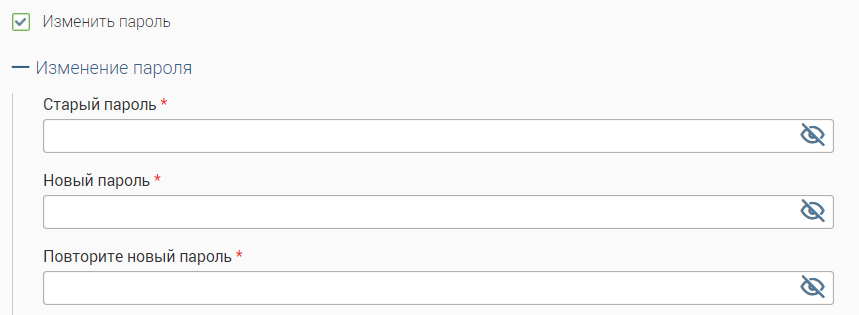 Изменить пароль
Изменение пароля
Старый пароль *
Новый пароль *
Повторите новый пароль *